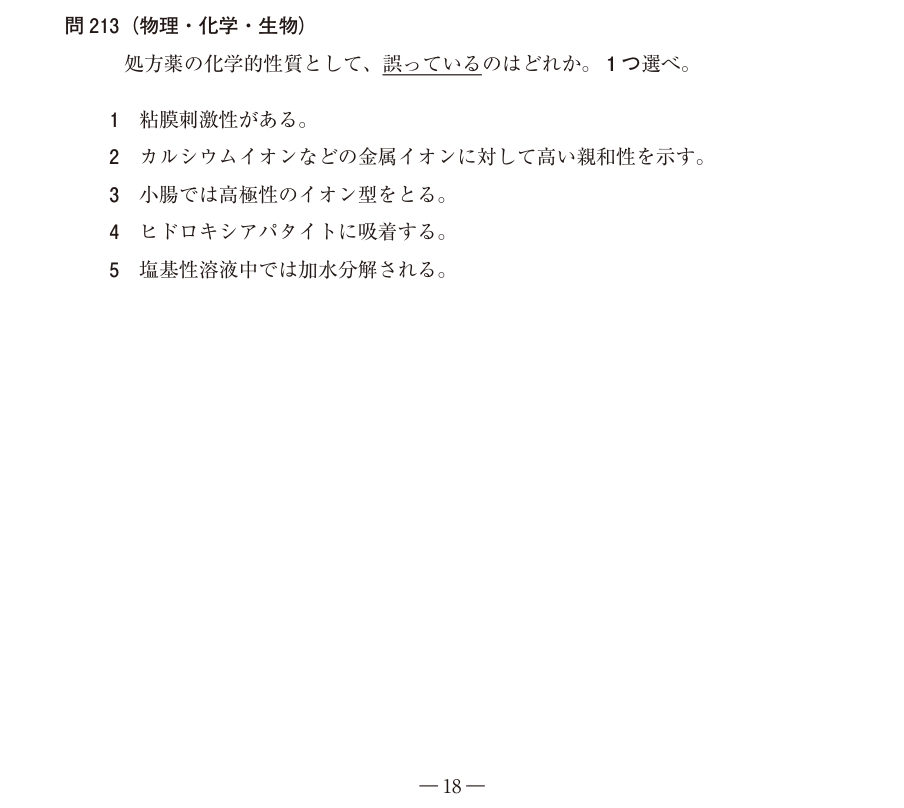 問 213（物理・化学・生物）
処方薬の化学的性質として、誤っているのはどれか。1つ選べ。
1 粘膜刺激性がある。
2 カルシウムイオンなどの金属イオンに対して高い親和性を示す。
3 小腸では高極性のイオン型をとる。
4 ヒドロキシアパタイトに吸着する。
5 塩基性溶液中では加水分解される。
— 18 —